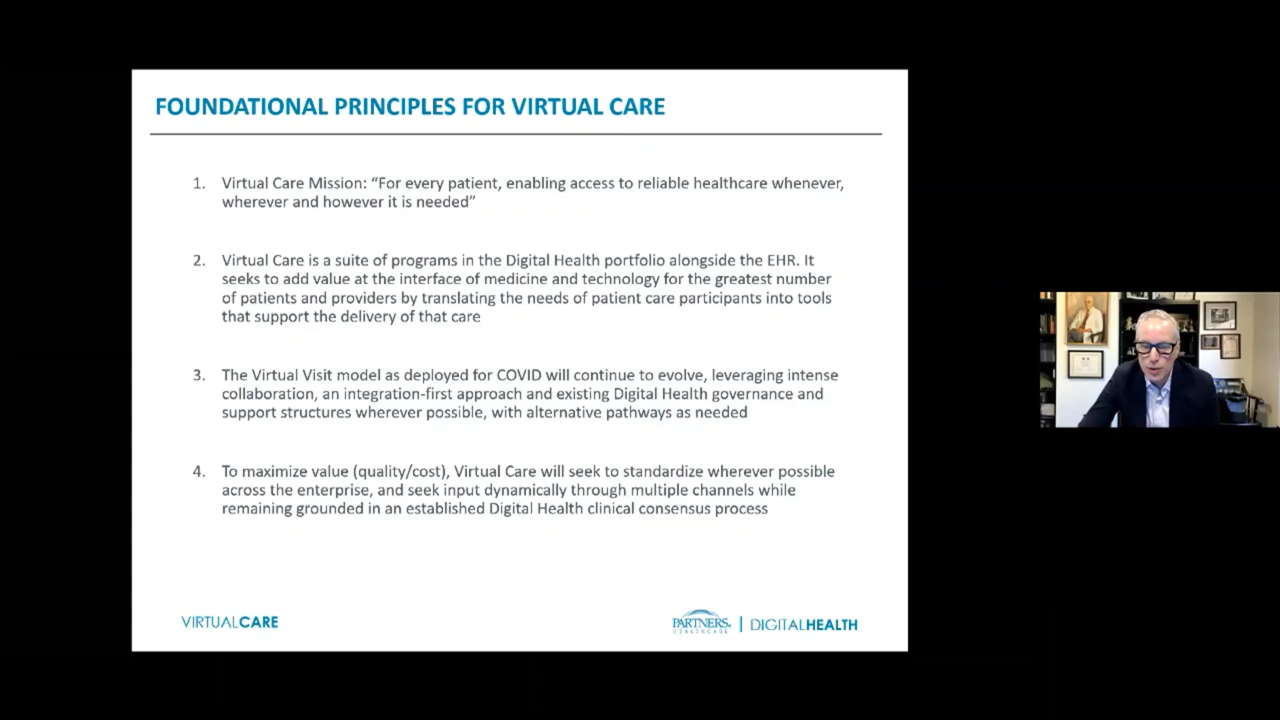 FOUNDATIONAL PRINCIPLES FOR VIRTUAL CARE
1. Virtual Care Mission: “For every patient, enabling access to reliable healthcare whenever,
wherever and however it is needed”
2. Virtual Care is a suite of programs in the Digital Health portfolio alongside the EHR. It
seeks to add value at the interface of medicine and technology for the greatest number
of patients and providers by translating the needs of patient care participants into tools
that support the delivery of that care
3. The Virtual Visit model as deployed for COVID will continue to evolve, leveraging intense
collaboration, an integration-first approach and existing Digital Health governance and
support structures wherever possible, with alternative pathways as needed
4. To maximize value (quality/cost), Virtual Care will seek to standardize wherever possible
across the enterprise, and seek input dynamically through multiple channels while
remaining grounded in an established Digital Health clinical consensus process
VIRTUALCARE
PARTNERS.
HEALTHCARE
| DIGITALHEALTH